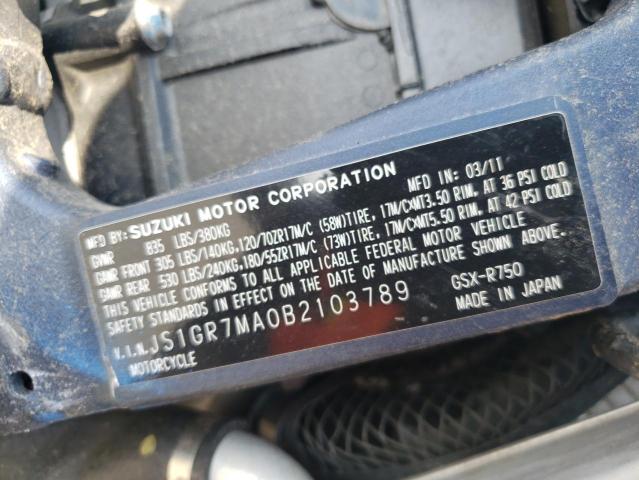 MFD. BY: SUZUKI MOTOR CORPORATION MFD IN: 03/11
GVWR 835 LBS/380KG
GAWR FRONT 305 LBS/140KG, 120/70ZR17M/C (58W)TIRE, 17M/CXMT3.50 RIM, AT 36 PSI COLD
GAWR REAR 530 LBS/240KG, 180/55ZR17M/C (73W)TIRE, 17M/CXMT5.50 RIM, AT 42 PSI COLD
THIS VEHICLE CONFORMS TO ALL APPLICABLE FEDERAL MOTOR VEHICLE
SAFETY STANDARDS IN EFFECT ON THE DATE OF MANUFACTURE SHOWN ABOVE.
V.I.N. JS1GR7MA0B2103789 GSX-R750
MOTORCYCLE MADE IN JAPAN